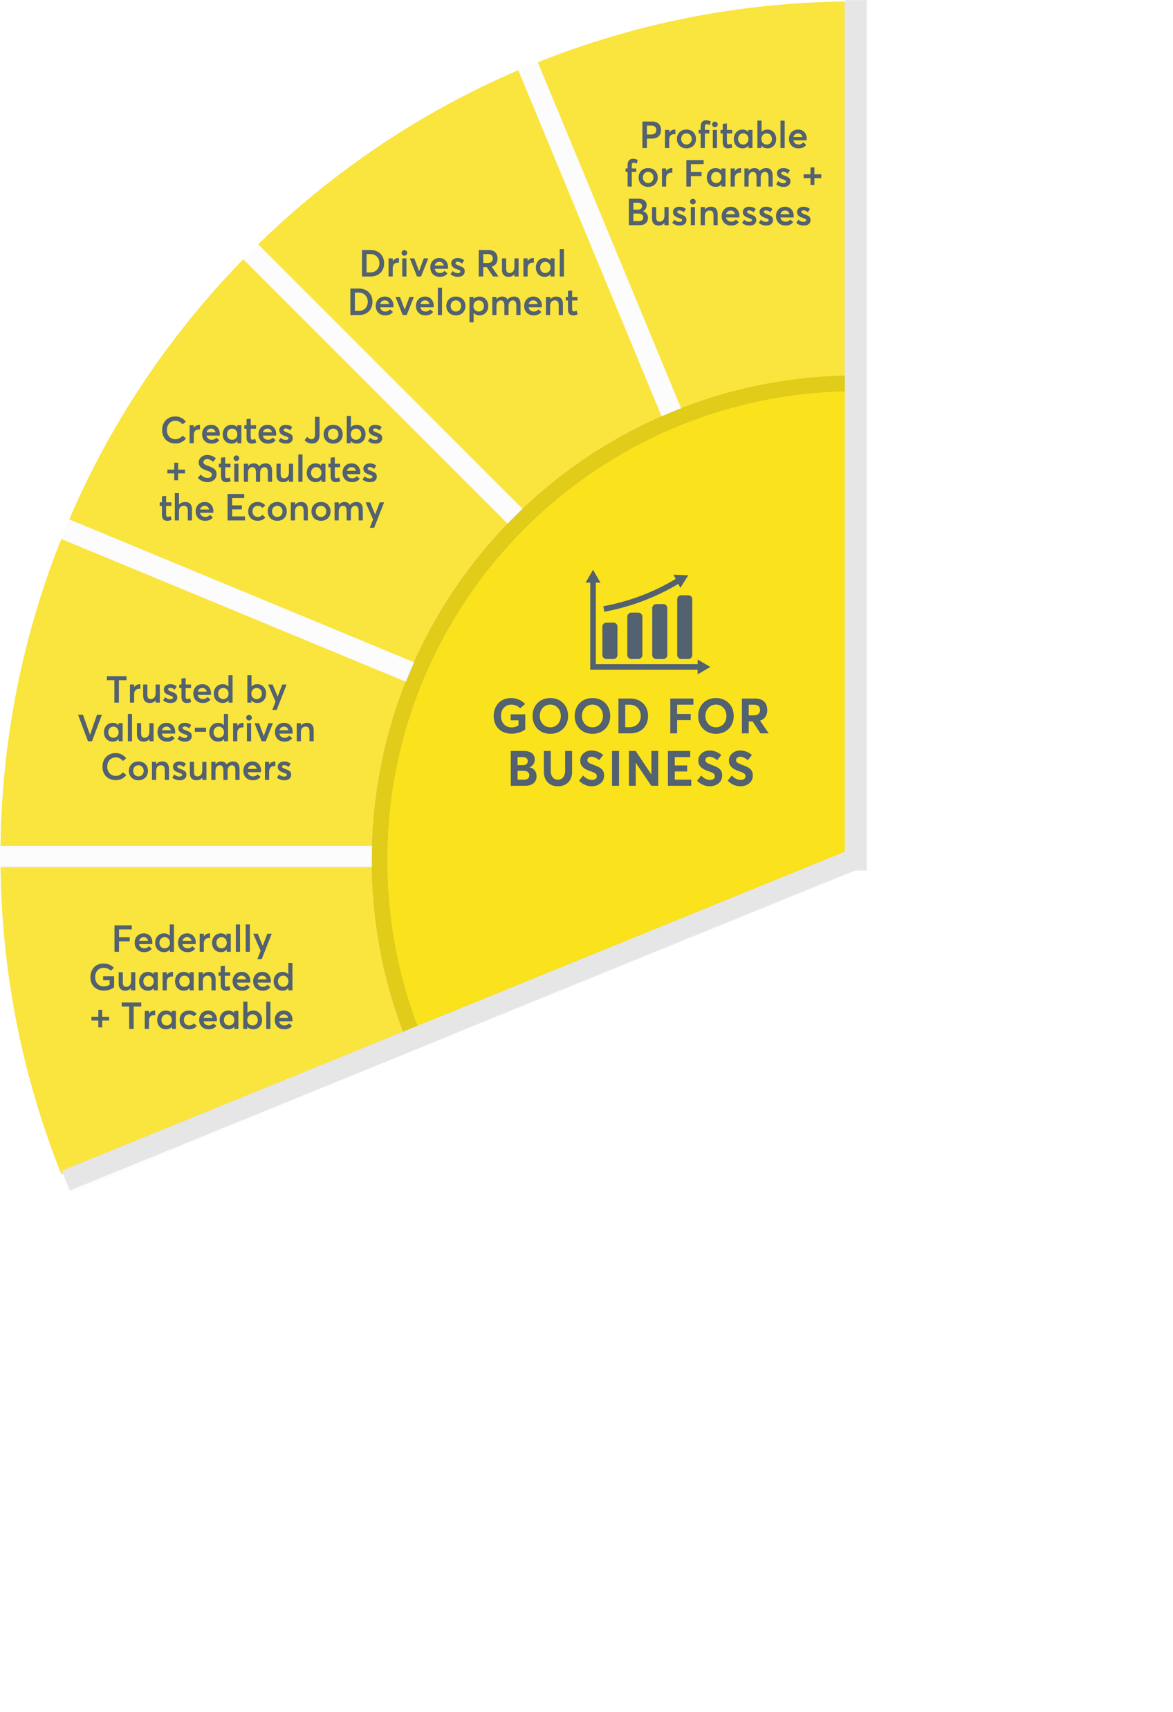 Profitable
for Farms +
Businesses
Drives Rural
Development
Creates Jobs
+ Stimulates
the Economy
Trusted by
Values-driven
Consumers
Federally
Guaranteed
+ Traceable
GOOD FOR
BUSINESS